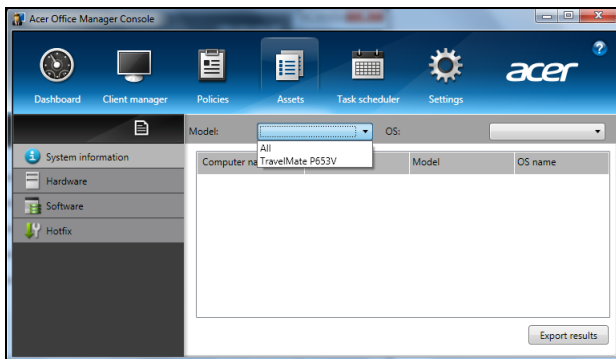 Acer Office Manager Console
?
Dashboard Client manager Policies Assets Task scheduler Settings acer
Model: OS:
All
TravelMate P653V
System information
Hardware
Software
Hotfix
Computer na Model OS name
Export results